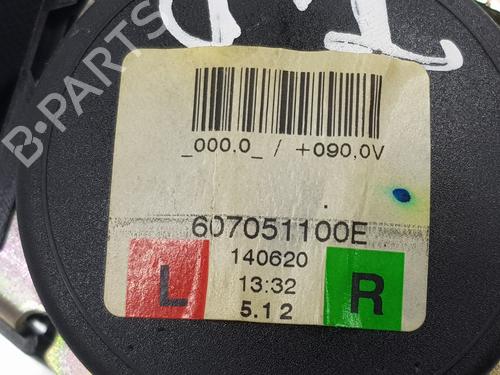 B-PARTS
_000.0_ / +090,0V
607051100E
L
140620
13:32
5.12
R